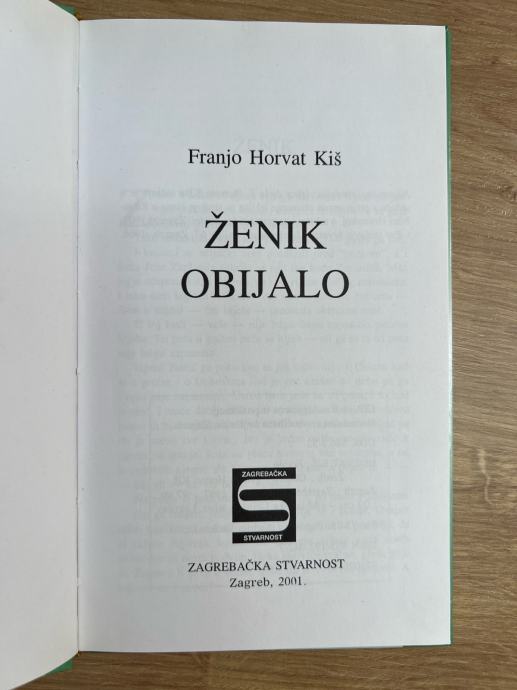 Franjo Horvat Kiš
ŽENIK
OBIJALO
ZAGREBAČKA
STVARNOST
ZAGREBAČKA STVARNOST
Zagreb, 2001.